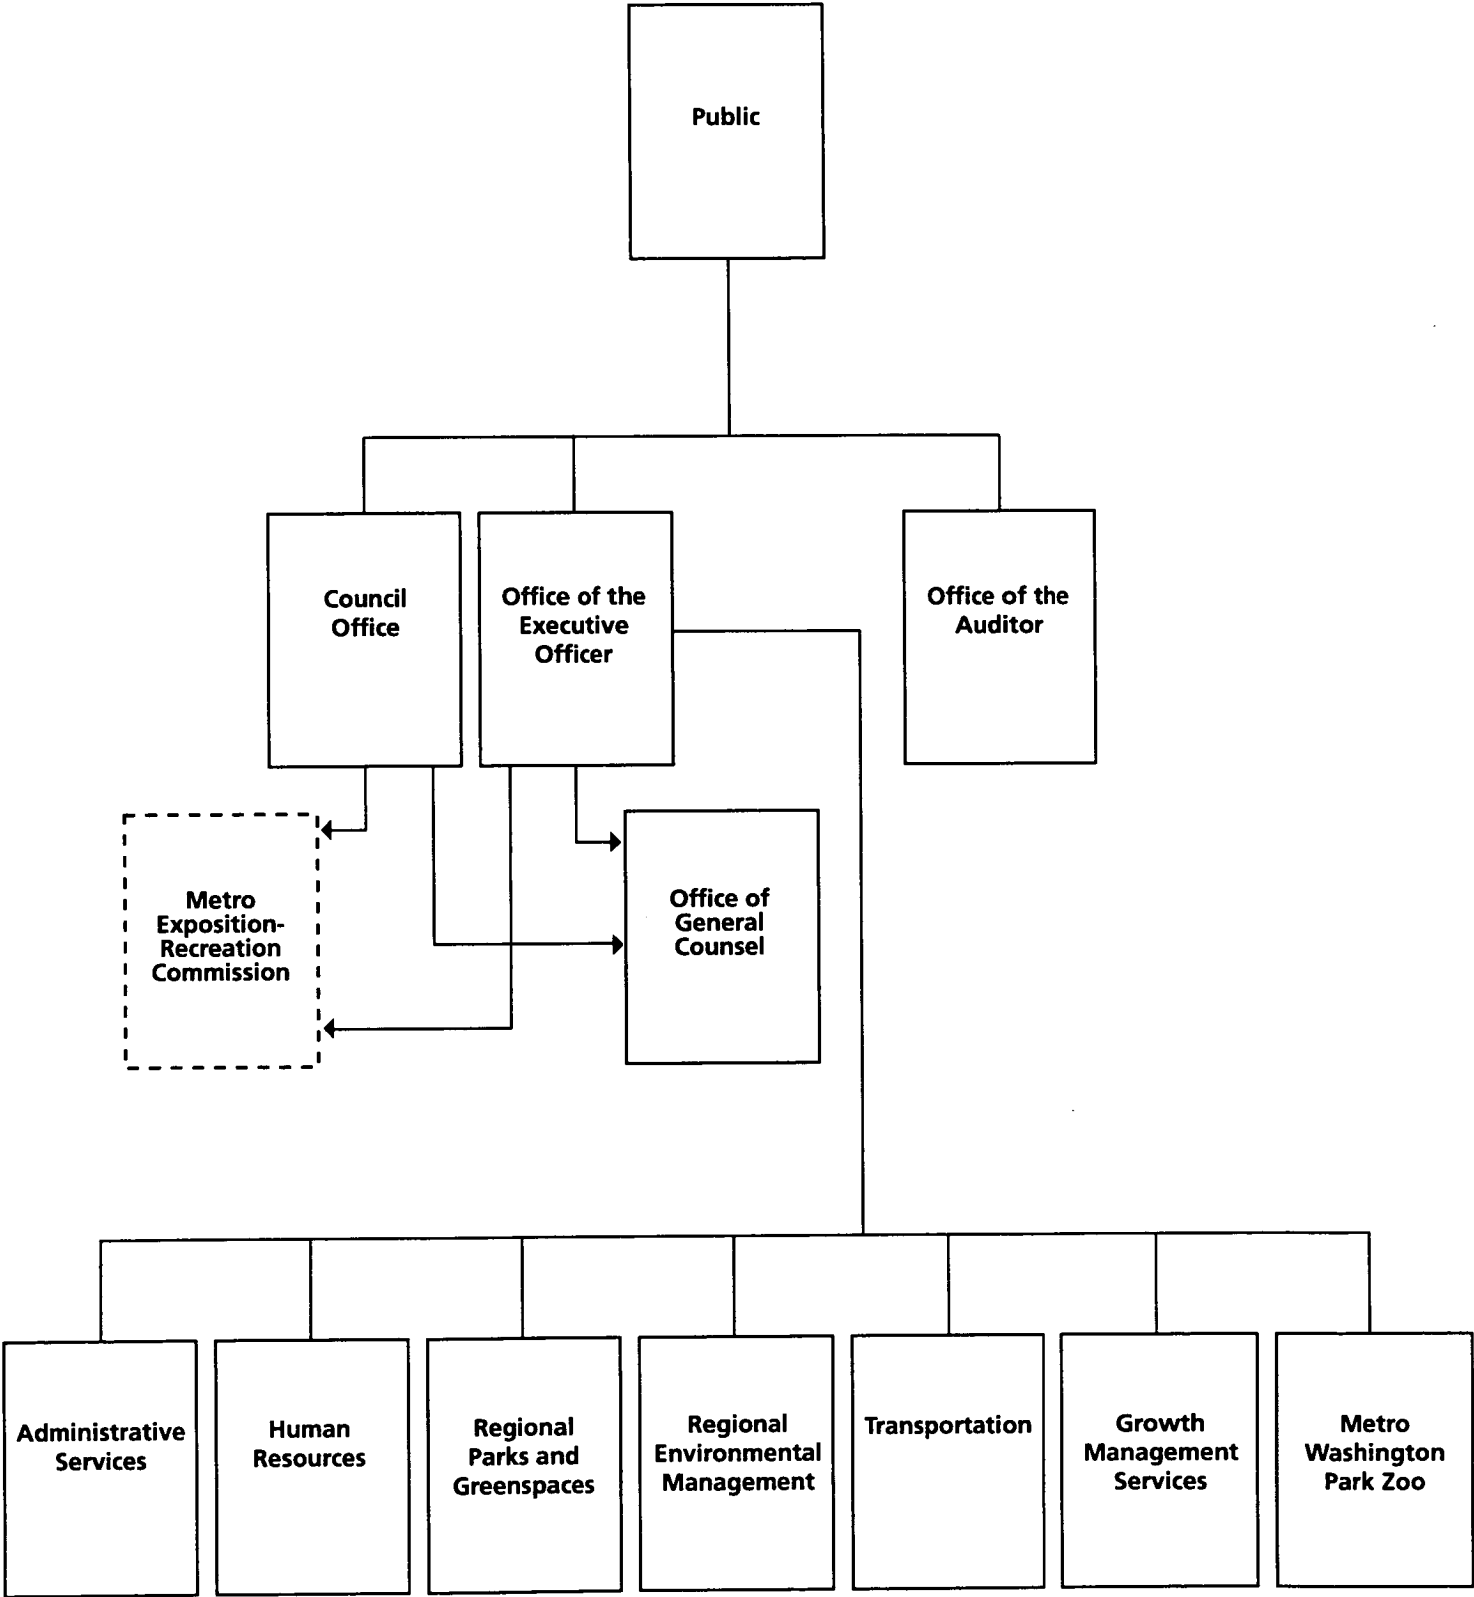 Public
Council
Office
Office of the
Executive
Officer
Office of the
Auditor
Metro
Exposition-
Recreation
Commission
Office of
General
Counsel
Administrative
Services
Human
Resources
Regional
Parks and
Greenspaces
Regional
Environmental
Management
Transportation
Growth
Management
Services
Metro
Washington
Park Zoo